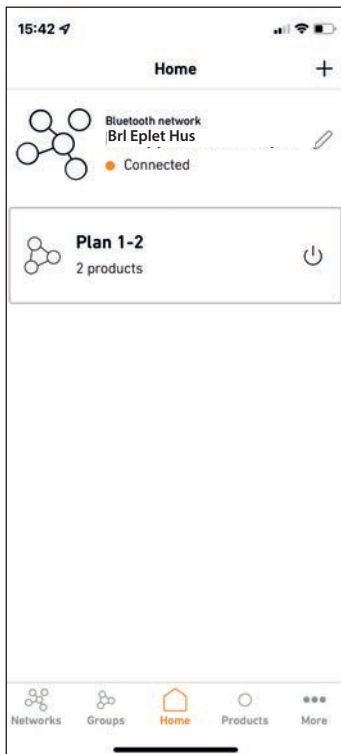 15:42
Home
Bluetooth network
Brl Eplet Hus
Connected
Plan 1-2
2 products
Networks
Groups
Home
Products
More